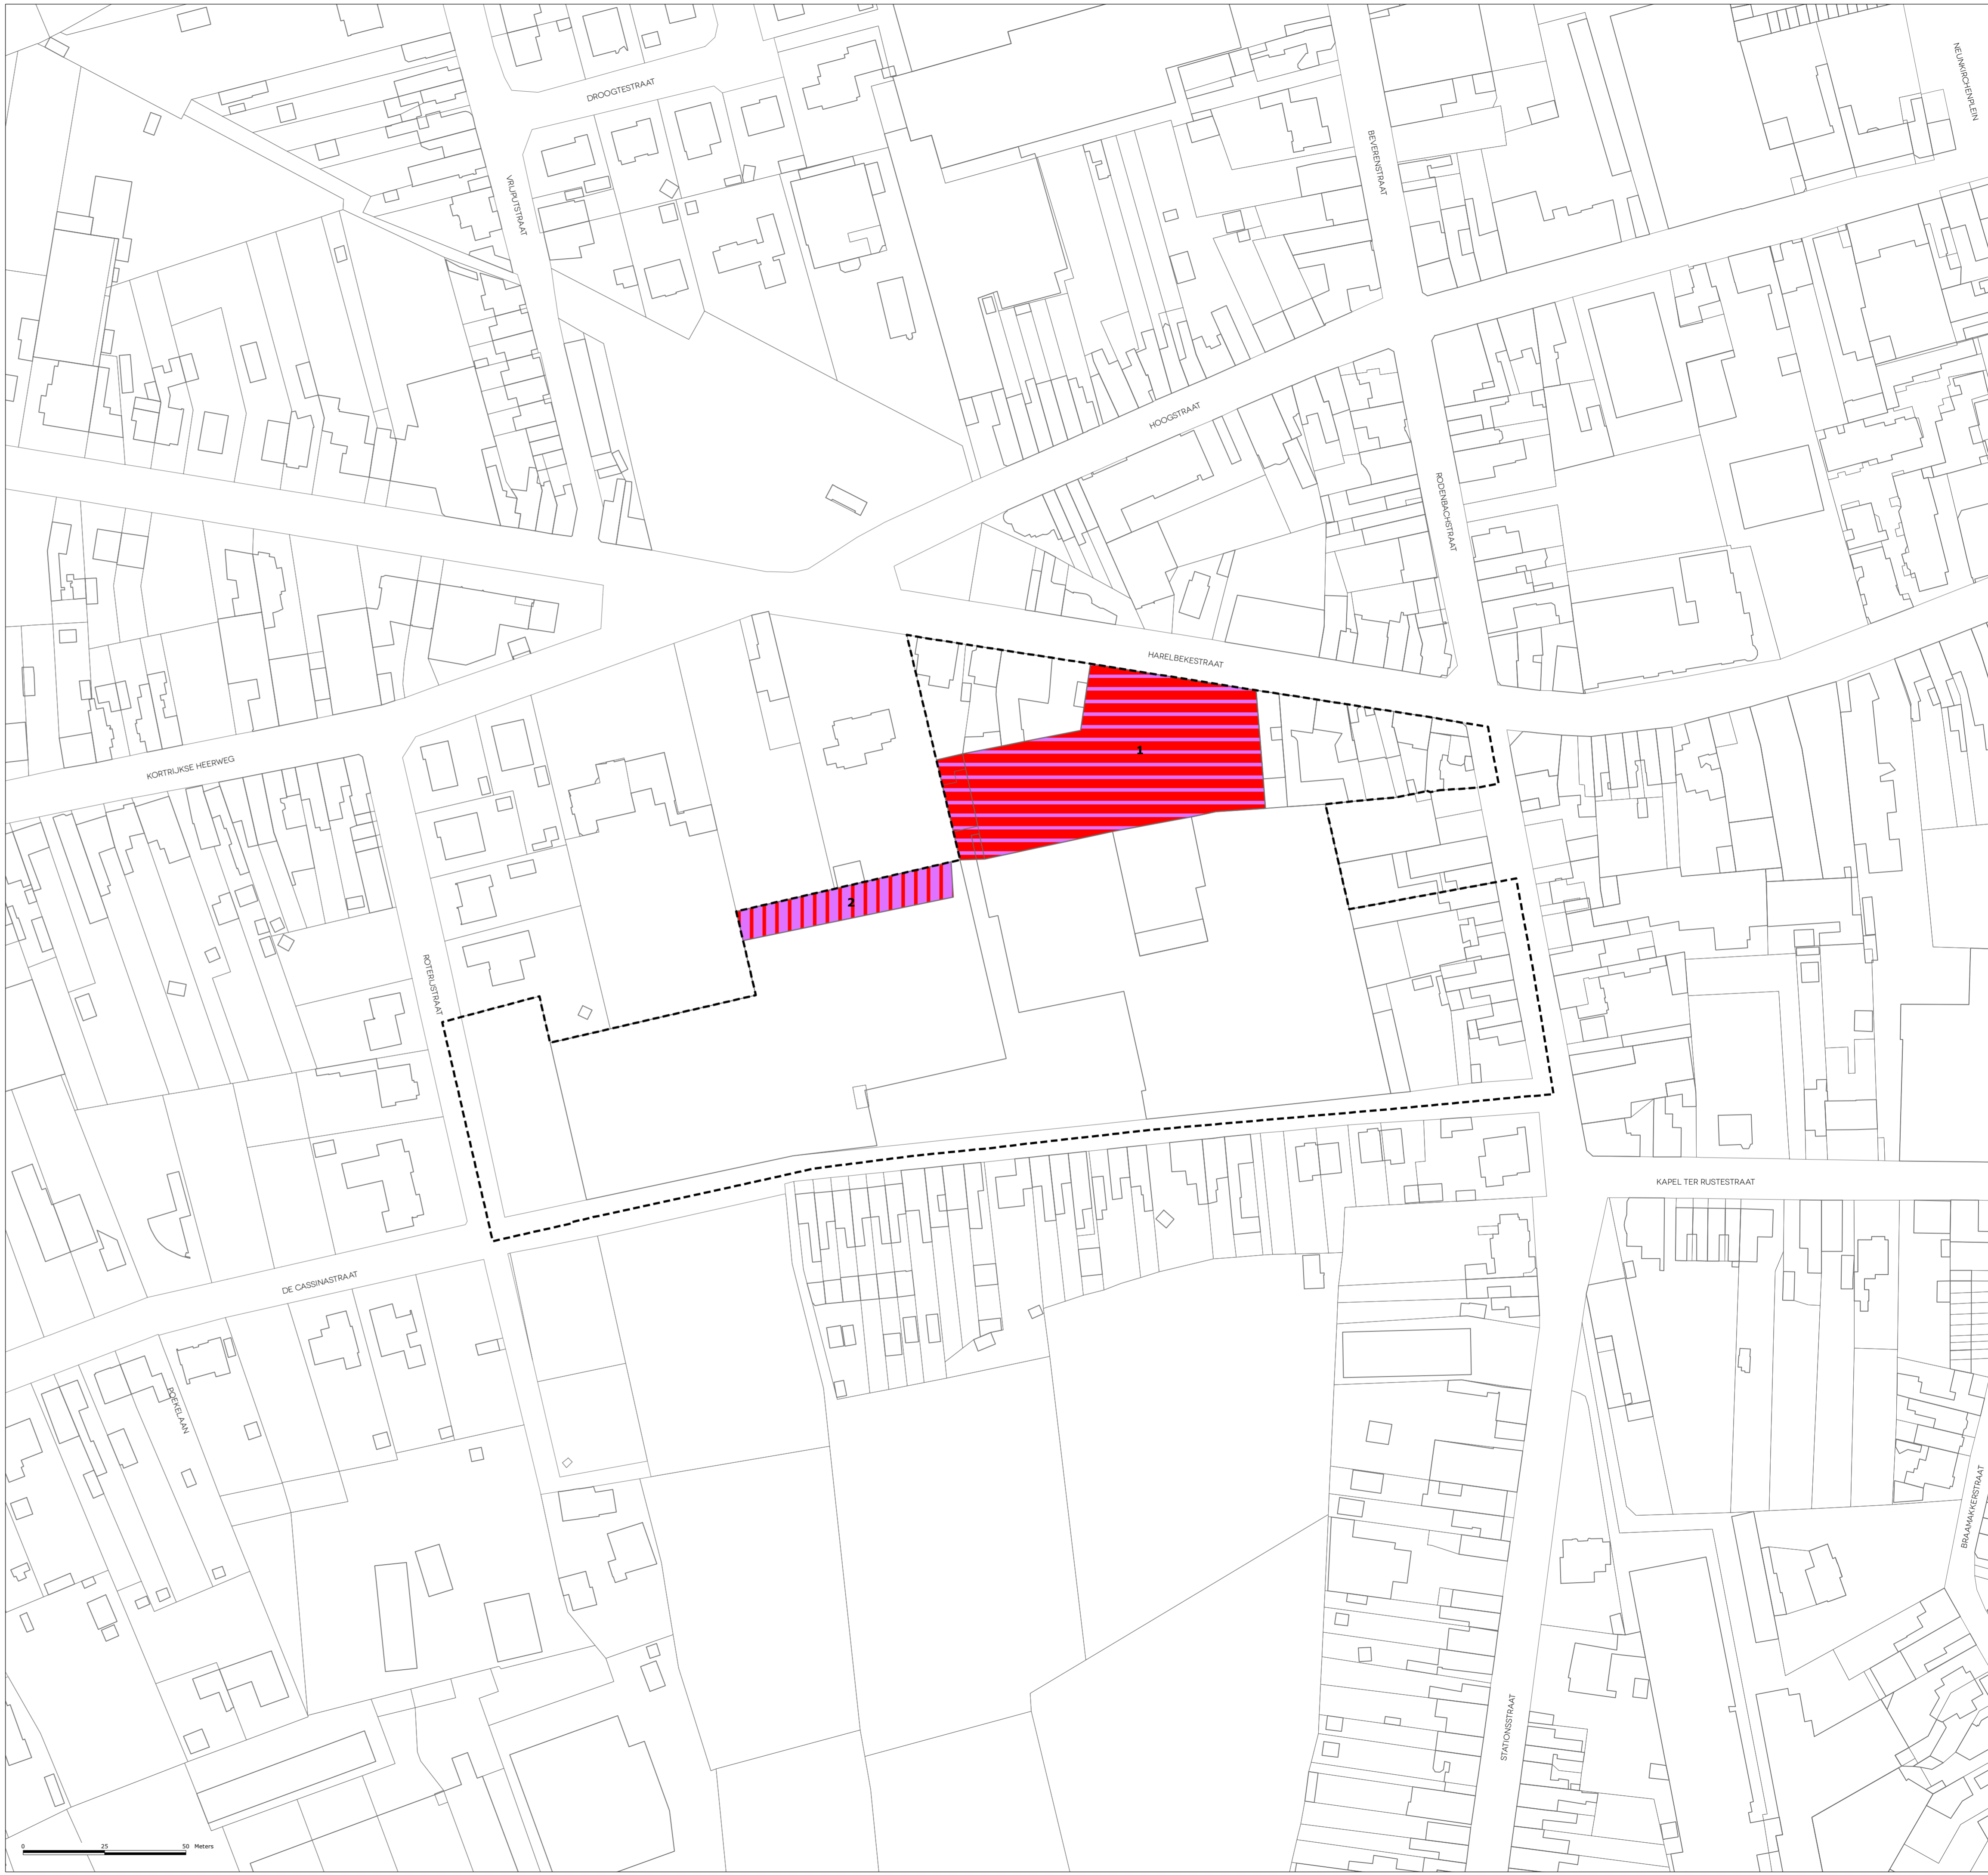 NEUNKIRCHENPLEIN
DROOGTESTRAAT
BEVERENSTRAAT
VRIJPUTSTRAAT
HOOGSTRAAT
RODENBACHSTRAAT
HARELBEKESTRAAT
1
KORTRIJKSE HEERWEG
2
ROTERIJSTRAAT
KAPEL TER RUSTESTRAAT
DE CASSINASTRAAT
POEKELAAN
BRAAMAKKERSTRAAT
STATIONSSTRAAT
0 25 50 Meters